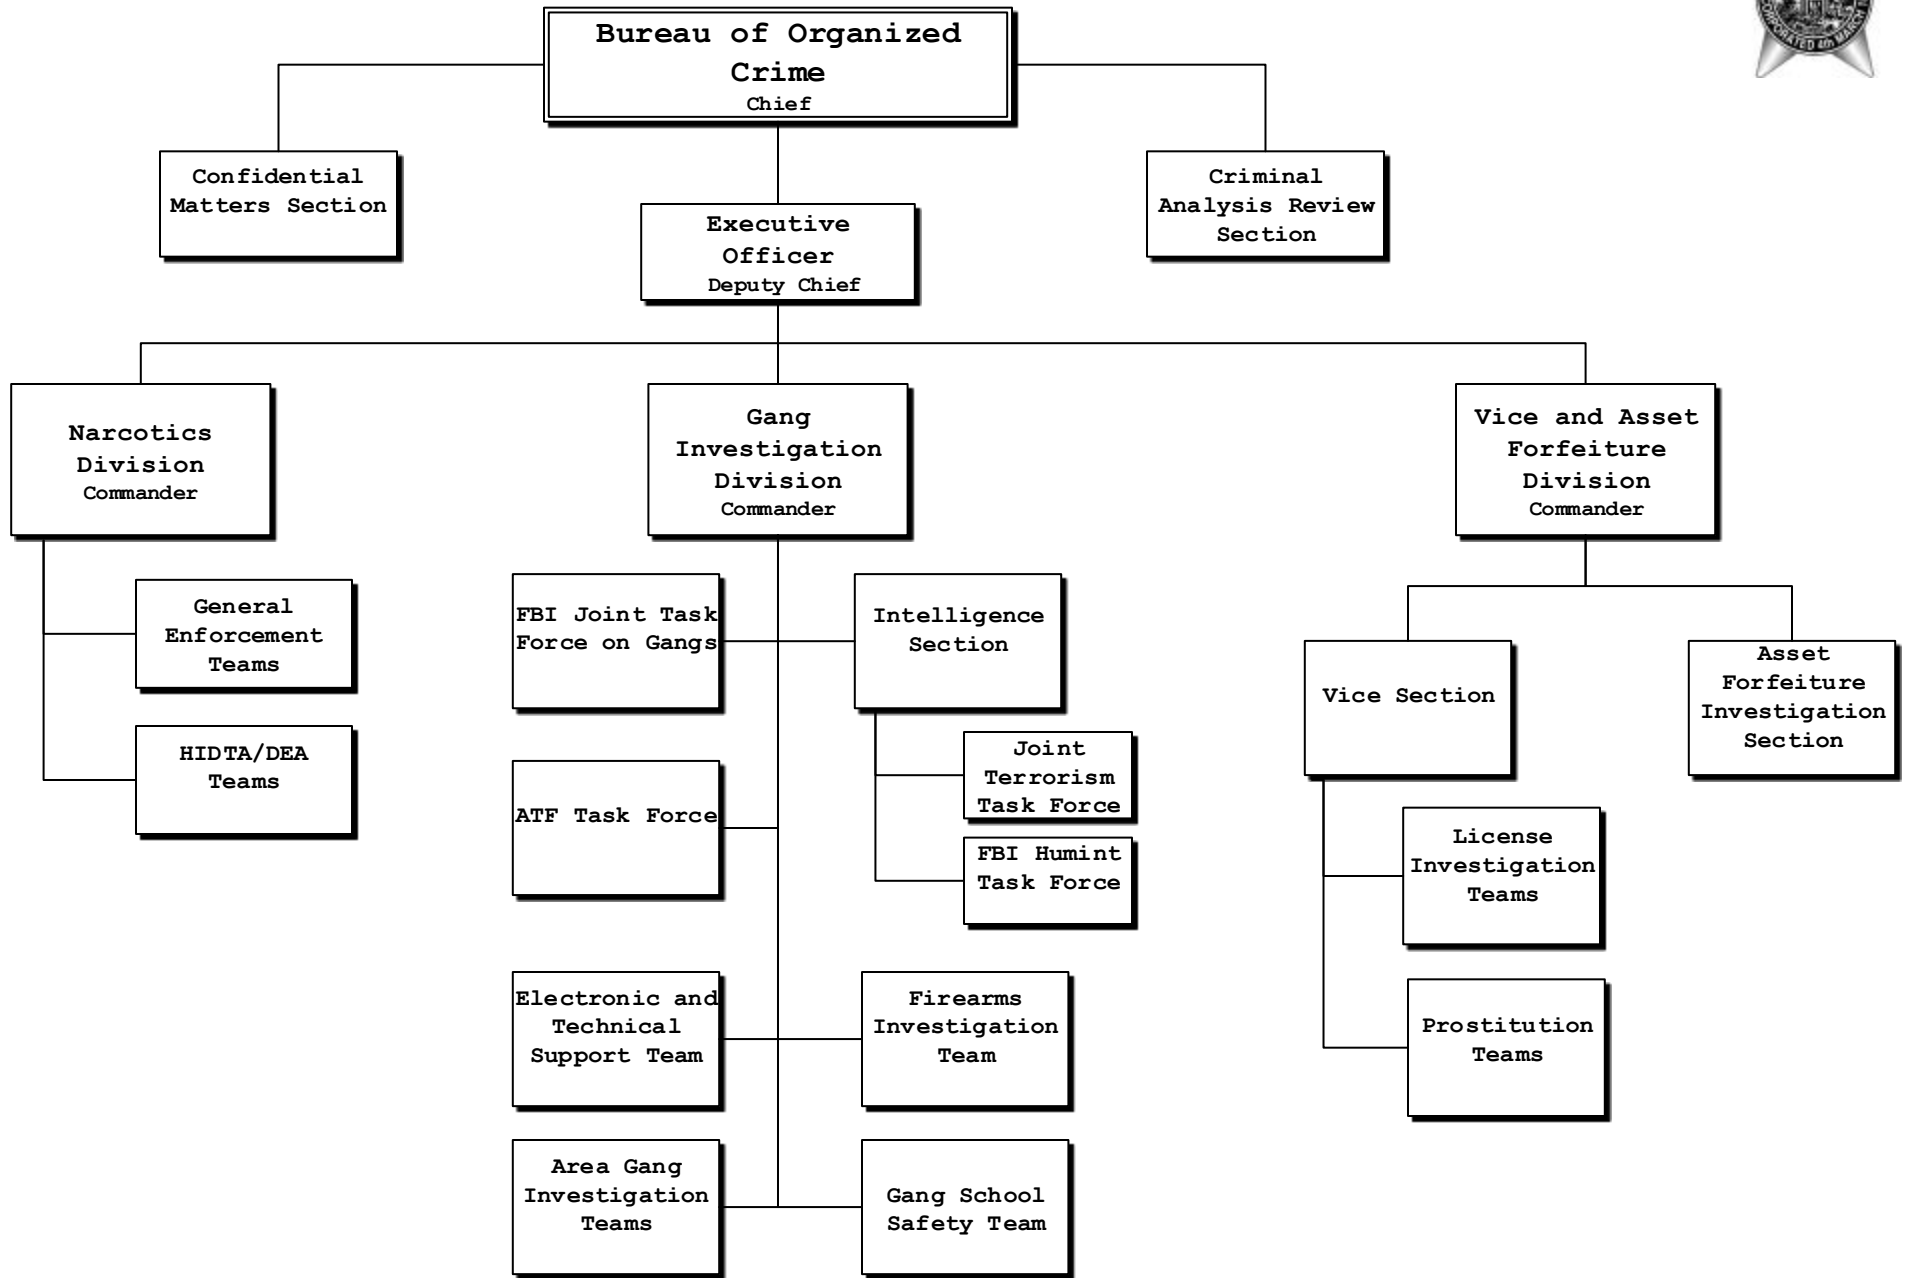 CORPORATED 4th MARCH
Bureau of Organized
Crime
Chief
Confidential
Matters Section
Criminal
Analysis Review
Section
Executive
Officer
Deputy Chief
Narcotics
Division
Commander
Gang
Investigation
Division
Commander
Vice and Asset
Forfeiture
Division
Commander
General
Enforcement
Teams
HIDTA/DEA
Teams
FBI Joint Task
Force on Gangs
Intelligence
Section
Joint
Terrorism
Task Force
FBI Humint
Task Force
ATF Task Force
Electronic and
Technical
Support Team
Firearms
Investigation
Team
Area Gang
Investigation
Teams
Gang School
Safety Team
Vice Section
Asset
Forfeiture
Investigation
Section
License
Investigation
Teams
Prostitution
Teams